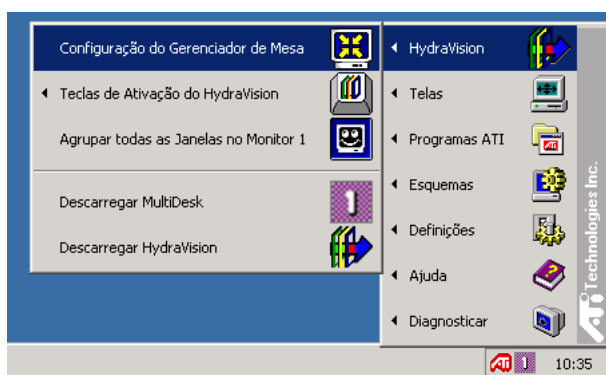 Configuração do Gerenciador de Mesa
Teclas de Ativação do HydraVision
Agrupar todas as Janelas no Monitor 1
Descarregar MultiDesk
Descarregar HydraVision
HydraVision
Telas
Programas ATI
Esquemas
Definições
Ajuda
Diagnosticar
ATI Technologies Inc.
ATI 1 10:35